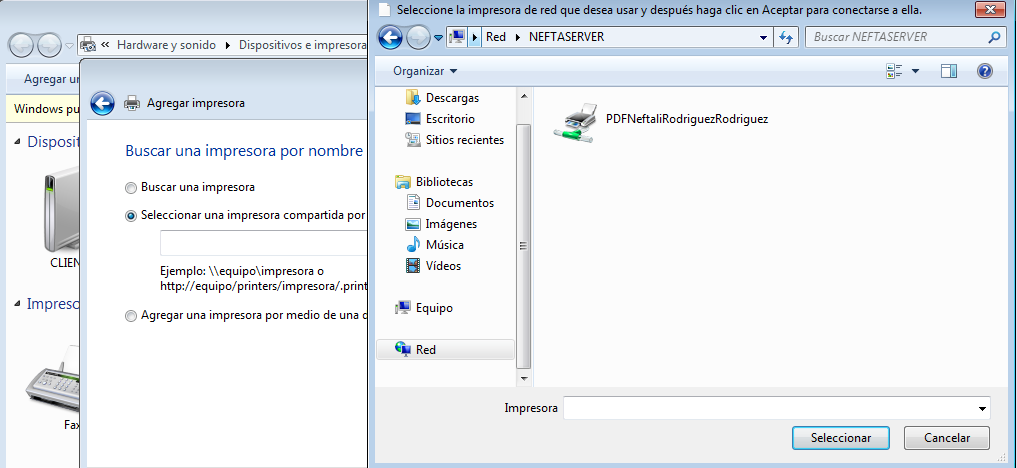 Hardware y sonido ▸ Dispositivos e impresora
Agregar un
Windows pu
Disposit
CLIEN
Impreso
Fax
Agregar impresora
Buscar una impresora por nombre
Buscar una impresora
Seleccionar una impresora compartida por
Ejemplo: \\equipo\impresora o
http://equipo/printers/impresora/.print
Agregar una impresora por medio de una d
Seleccione la impresora de red que desea usar y después haga clic en Aceptar para conectarse a ella.
Red ▸ NEFTASERVER
Buscar NEFTASERVER
Organizar
Descargas
Escritorio
Sitios recientes
Bibliotecas
Documentos
Imágenes
Música
Vídeos
Equipo
Red
PDFNeftaliRodriguezRodriguez
Impresora
Seleccionar
Cancelar